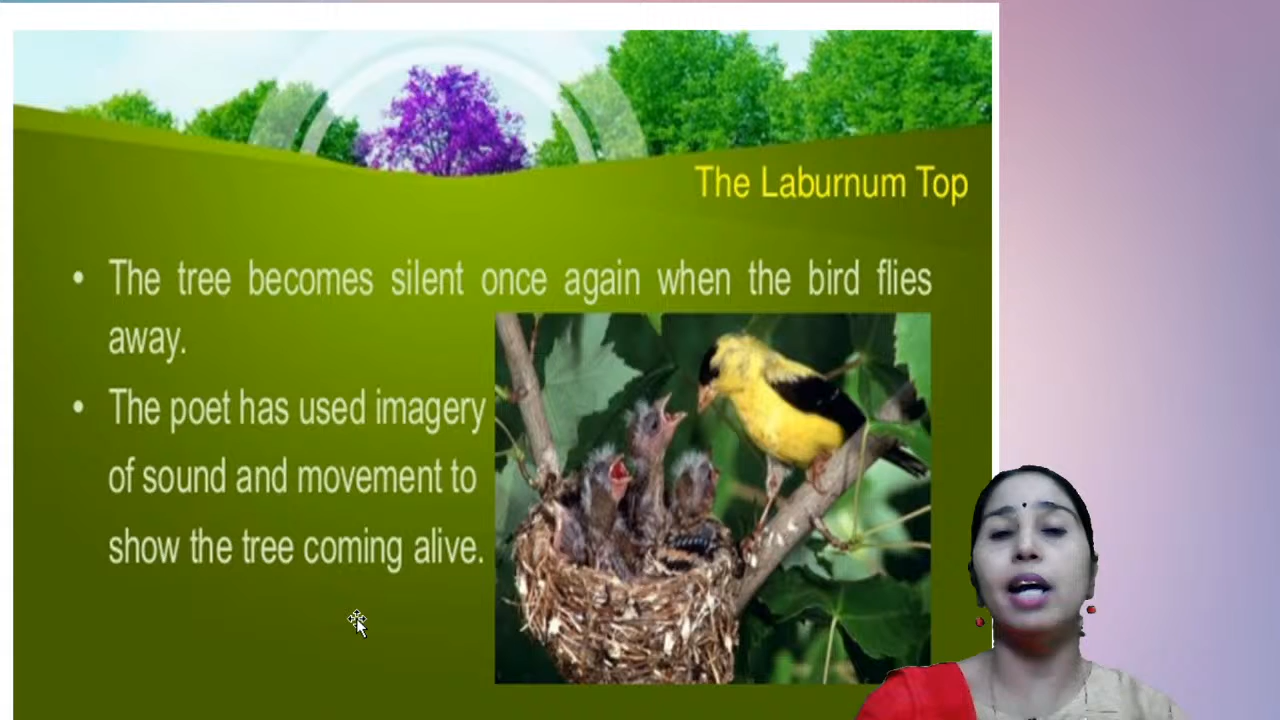 The Laburnum Top
• The tree becomes silent once again when the bird flies
away.
• The poet has used imagery
of sound and movement to
show the tree coming alive.